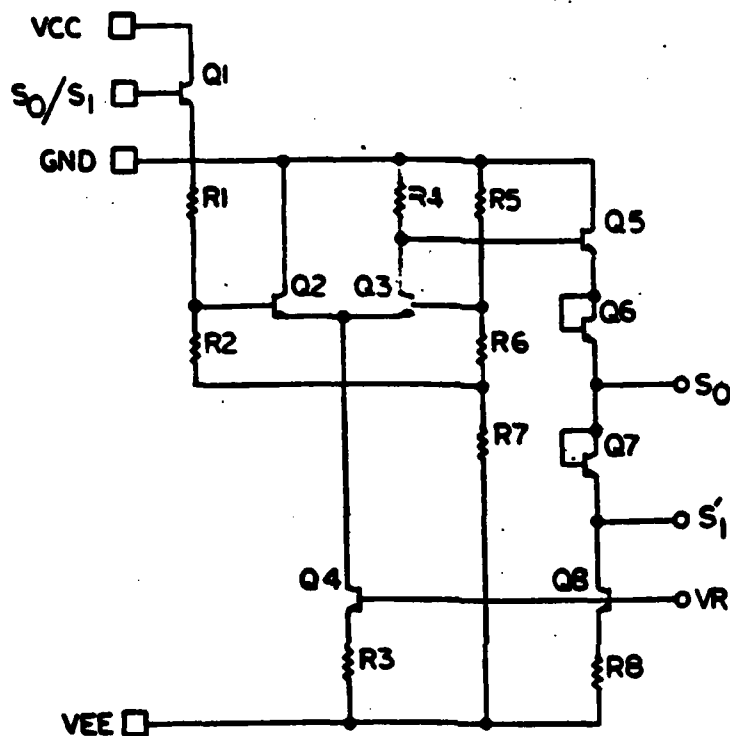 VCC
Q1
S0/S1
GND
R1
R4
R5
Q5
Q2
Q3
Q6
R2
R6
S0
R7
Q7
S'1
Q4
Q8
VR
R3
R8
VEE